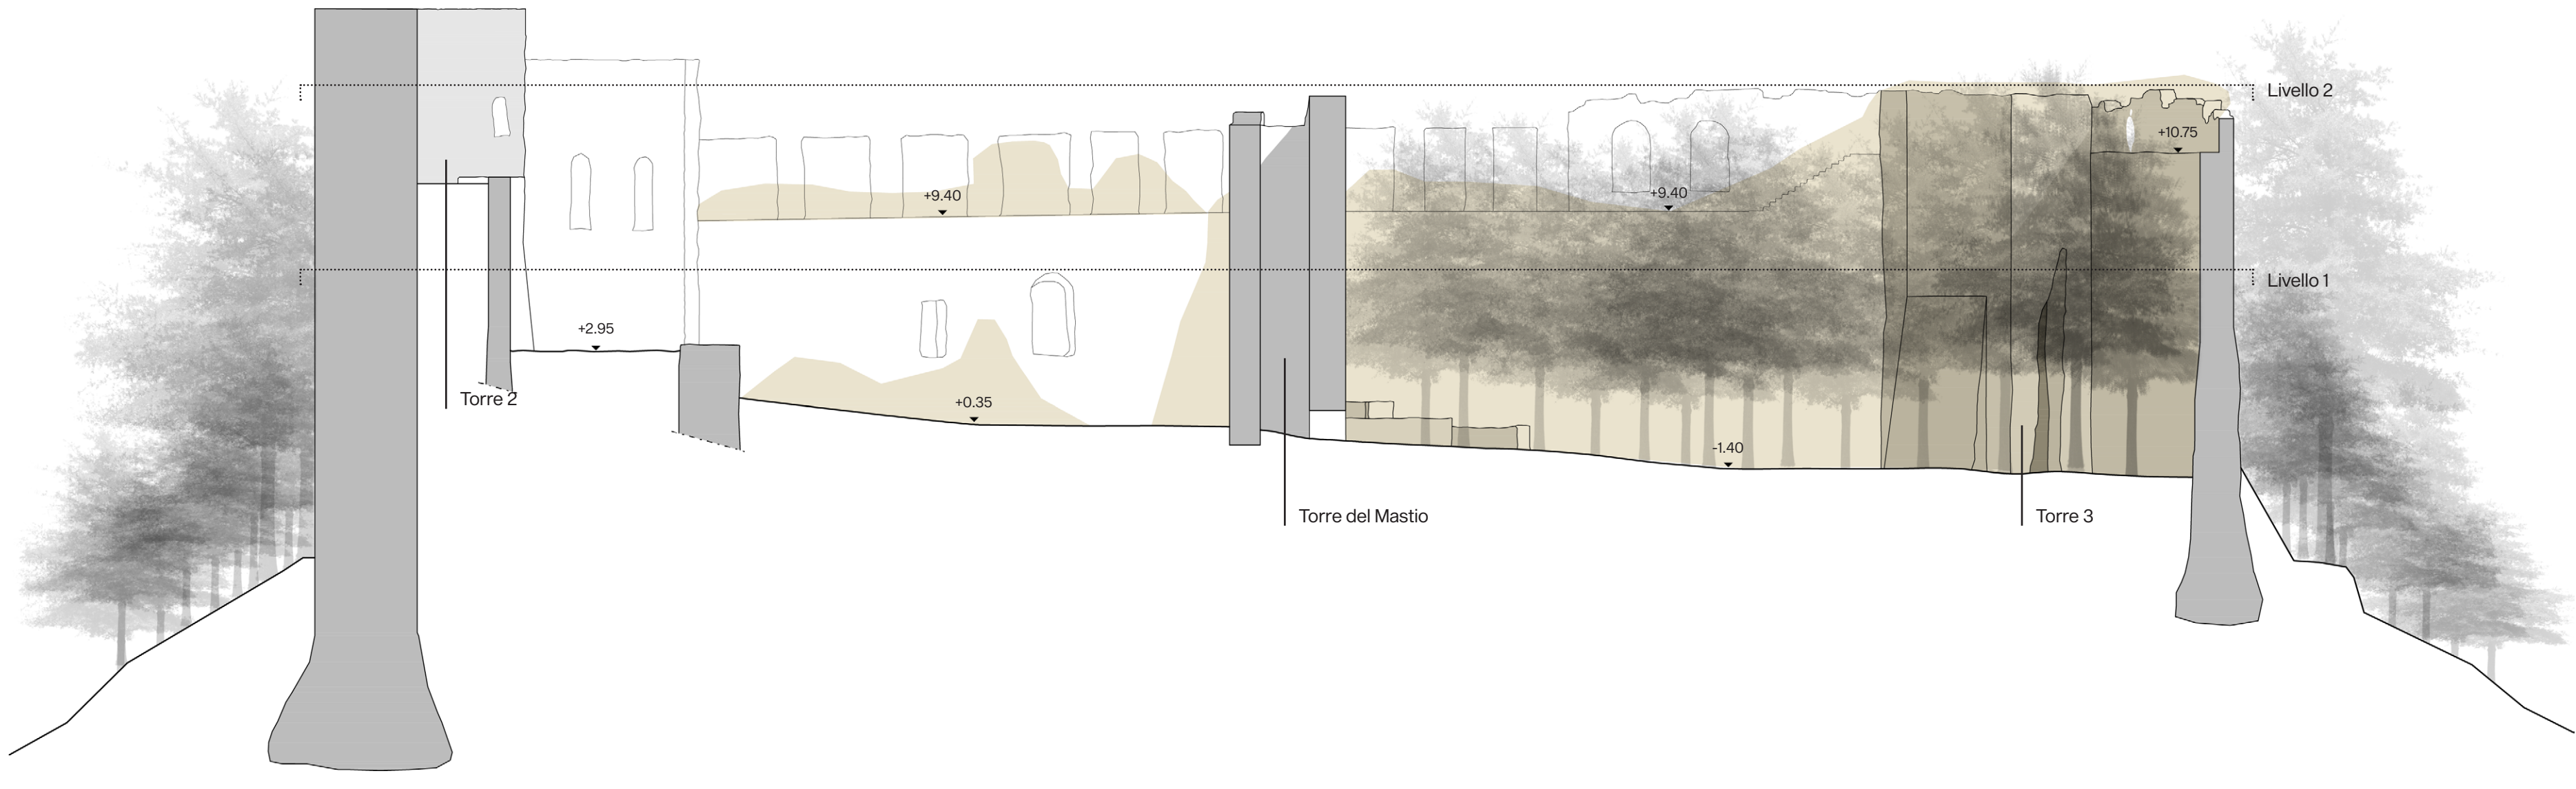 Livello 2
+10.75
+9.40
+9.40
Livello 1
+2.95
Torre 2
+0.35
-1.40
Torre del Mastio
Torre 3